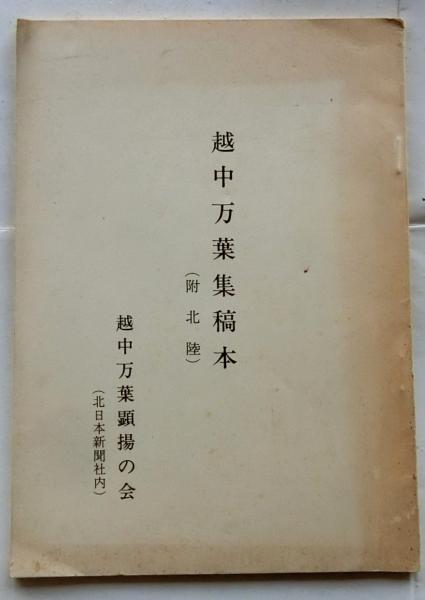 越中万葉集稿本
（附北陸）
越中万葉顕揚の会
（北日本新聞社内）